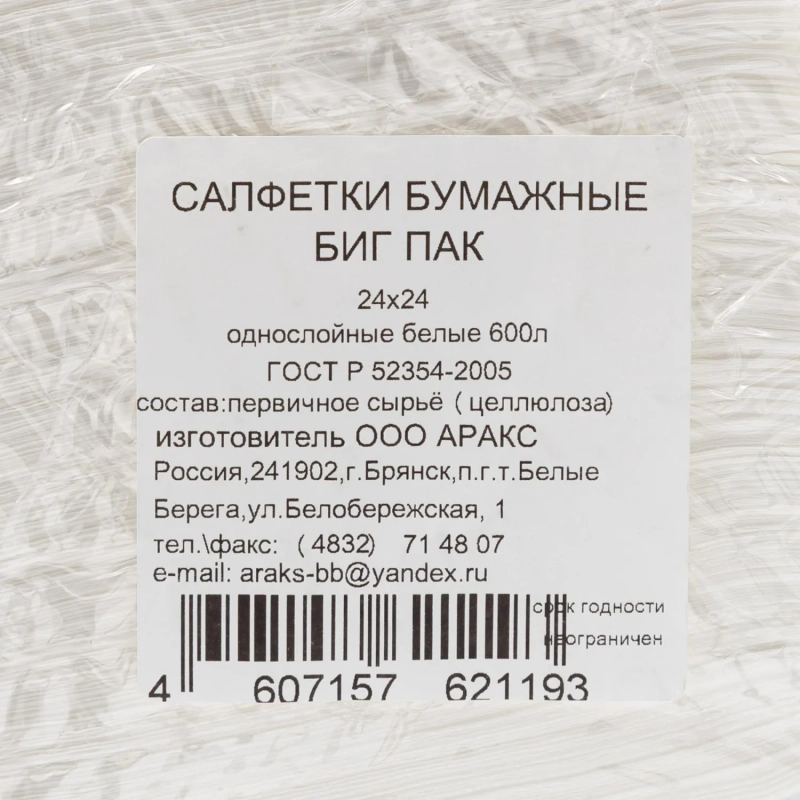 САЛФЕТКИ БУМАЖНЫЕ
БИГ ПАК
24x24
однослойные белые 600л
ГОСТ Р 52354-2005
состав:первичное сырьё ( целлюлоза)
изготовитель ООО АРАКС
Россия,241902,г.Брянск,п.г.т.Белые
Берега,ул.Белобережская, 1
тел.\факс: ( 4832) 71 48 07
e-mail: araks-bb@yandex.ru
срок годности
неограничен
4 607157 621193